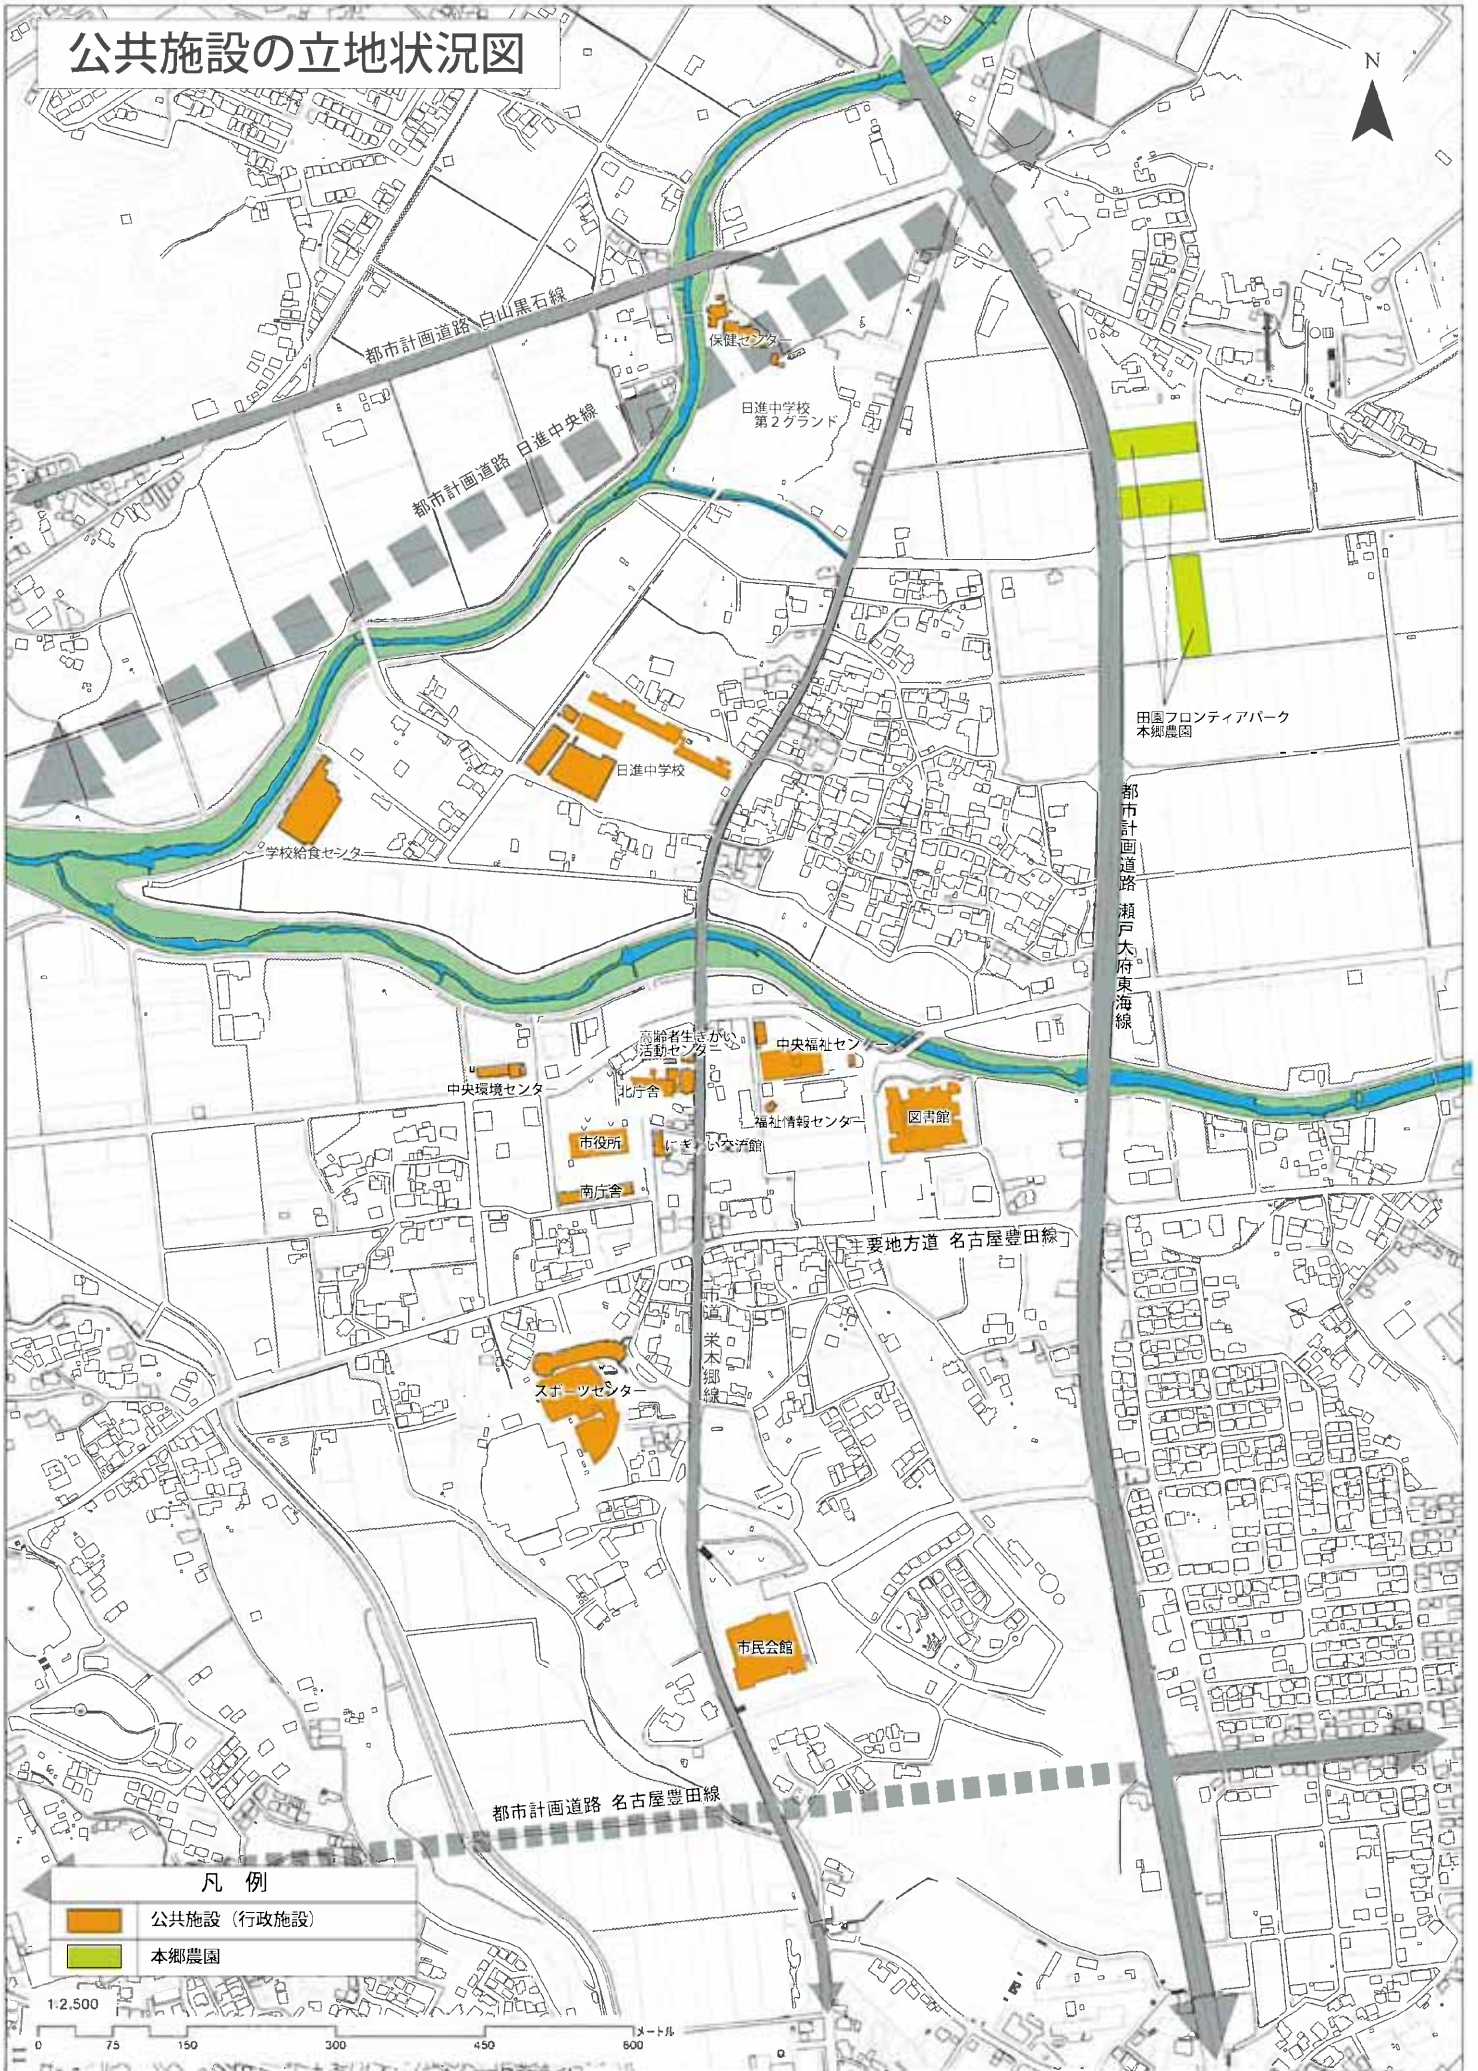 公共施設の立地状況図
N
都市計画道路 白山黒石線
保健センター
都市計画道路 日進中央線
日進中学校
第2グランド
田園フロンティアパーク
本郷農園
日進中学校
学校給食センター
都市計画道路 瀬戸大府東海線
高齢者生きがい
活動センター
中央福祉センター
中央環境センター
北庁舎
福祉情報センター
図書館
市役所
にぎわい交流館
南庁舎
主要地方道 名古屋豊田線
市道 栄本郷線
スポーツセンター
市民会館
都市計画道路 名古屋豊田線
凡 例
公共施設（行政施設）
本郷農園
1:2,500
メートル
0 75 150 300 450 600